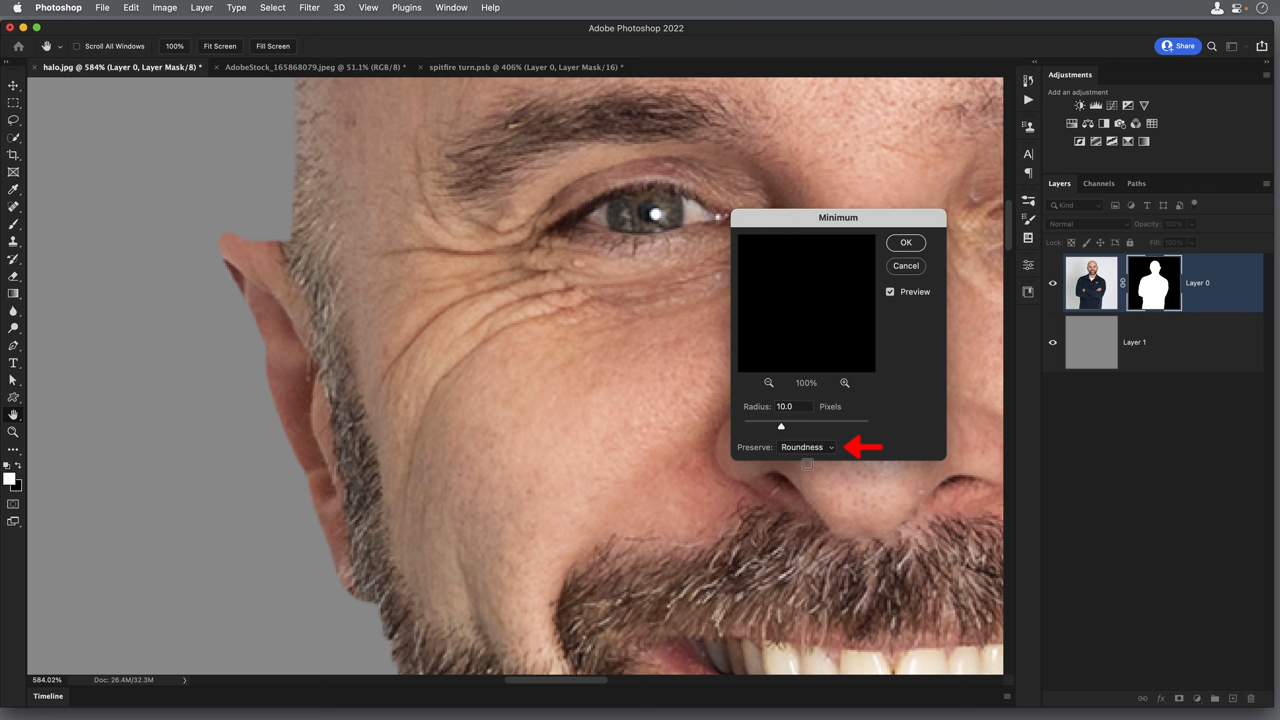 Photoshop File Edit Image Layer Type Select Filter 3D View Plugins Window Help
Adobe Photoshop 2022
Scroll All Windows 100% Fit Screen Fill Screen Share
halo.jpg @ 584% (Layer 0, Layer Mask/8) * AdobeStock_165868079.jpeg @ 51.1% (RGB/8) * spitfire turn.psb @ 406% (Layer 0, Layer Mask/16) *
Adjustments
Add an adjustment
Layers Channels Paths
Kind
Normal Opacity: 100%
Lock: Fill: 100%
Layer 0
Layer 1
Minimum
OK
Cancel
Preview
100%
Radius: 10.0 Pixels
Preserve: Roundness
584.02% Doc: 26.4M/32.3M
Timeline